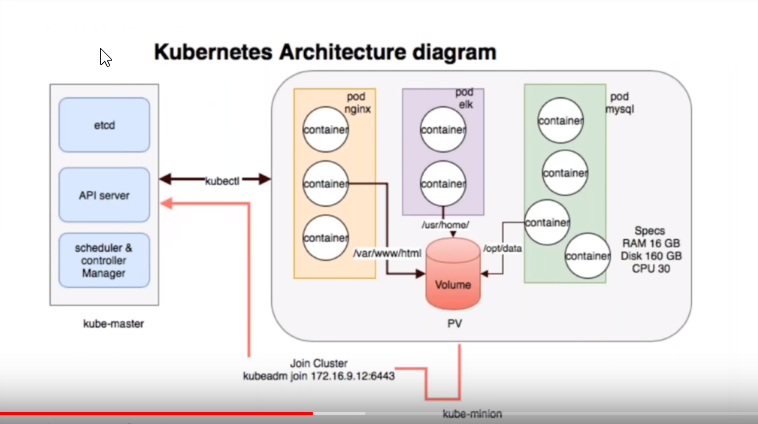 Kubernetes Architecture diagram
etcd
API server
scheduler &
controller
Manager
kube-master
kubectl
pod
nginx
container
container
container
pod
elk
container
container
pod
mysql
container
container
container
container
/usr/home/
/var/www/html
/opt/data
Volume
PV
Specs
RAM 16 GB
Disk 160 GB
CPU 30
Join Cluster
kubeadm join 172.16.9.12:6443
kube-minion